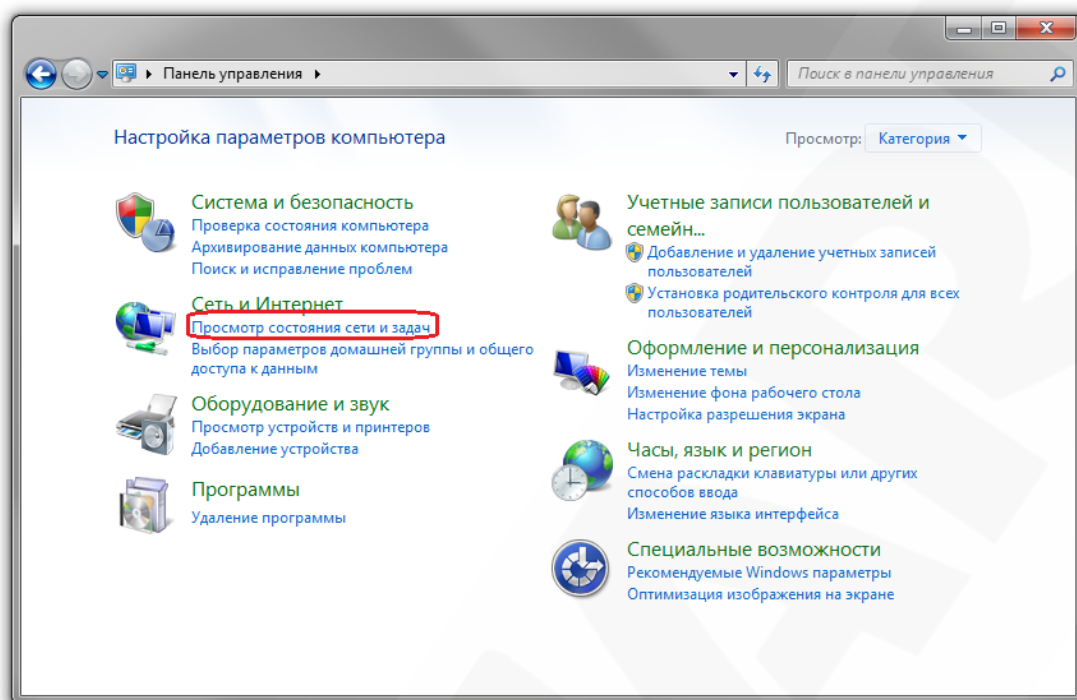 Панель управления
Поиск в панели управления
Настройка параметров компьютера
Просмотр: Категория
Система и безопасность
Проверка состояния компьютера
Архивирование данных компьютера
Поиск и исправление проблем
Сеть и Интернет
Просмотр состояния сети и задач
Выбор параметров домашней группы и общего
доступа к данным
Оборудование и звук
Просмотр устройств и принтеров
Добавление устройства
Программы
Удаление программы
Учетные записи пользователей и
семейн...
Добавление и удаление учетных записей
пользователей
Установка родительского контроля для всех
пользователей
Оформление и персонализация
Изменение темы
Изменение фона рабочего стола
Настройка разрешения экрана
Часы, язык и регион
Смена раскладки клавиатуры или других
способов ввода
Изменение языка интерфейса
Специальные возможности
Рекомендуемые Windows параметры
Оптимизация изображения на экране